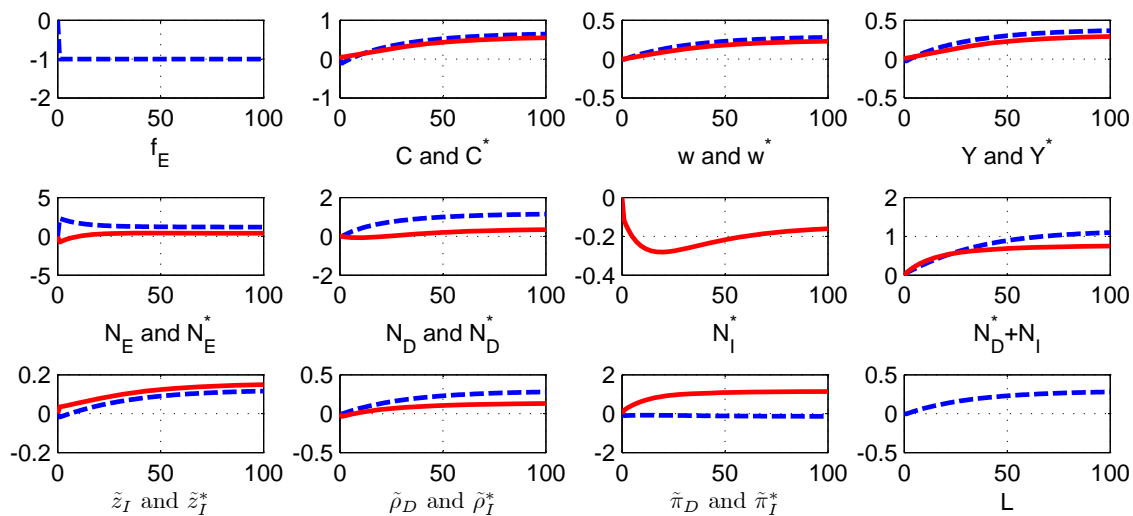 0 1 0.5 0.5
-1 0 0 0
-2 -1 -0.5 -0.5
0 50 100 0 50 100 0 50 100 0 50 100
f_E C and C^* w and w^* Y and Y^*
5 2 0 2
0 0 -0.2 1
-5 -2 -0.4 0
0 50 100 0 50 100 0 50 100 0 50 100
N_E and N_E^* N_D and N_D^* N_I^* N_D^*+N_I
0.2 0.5 2 0.5
0 0 0 0
-0.2 -0.5 -2 -0.5
0 50 100 0 50 100 0 50 100 0 50 100
z̃_I and z̃_I^* ρ̃_D and ρ̃_I^* π̃_D and π̃_I^* L